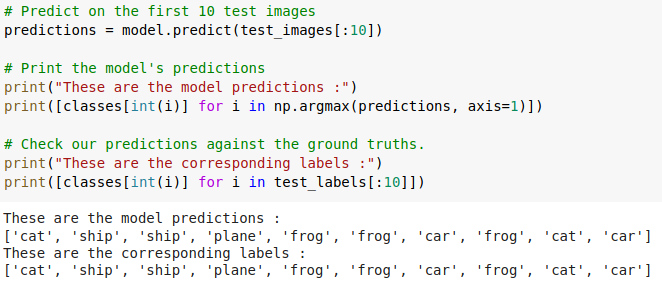 # Predict on the first 10 test images
predictions = model.predict(test_images[:10])
# Print the model's predictions
print("These are the model predictions :")
print([classes[int(i)] for i in np.argmax(predictions, axis=1)])
# Check our predictions against the ground truths.
print("These are the corresponding labels :")
print([classes[int(i)] for i in test_labels[:10]])
These are the model predictions :
['cat', 'ship', 'ship', 'plane', 'frog', 'frog', 'car', 'frog', 'cat', 'car']
These are the corresponding labels :
['cat', 'ship', 'ship', 'plane', 'frog', 'frog', 'car', 'frog', 'cat', 'car']